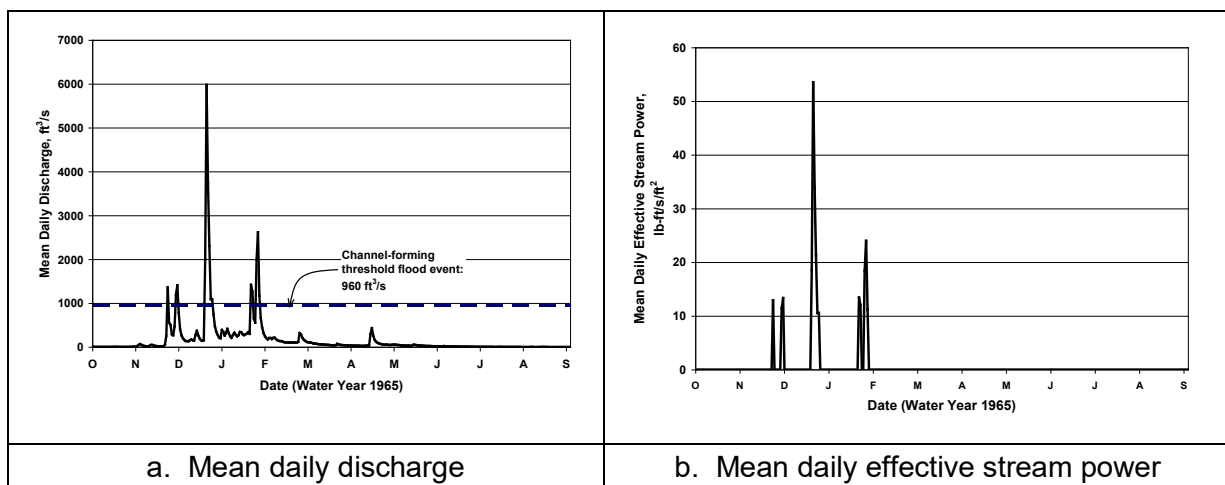 7000
6000
5000
4000
3000
2000
1000
0
Mean Daily Discharge, ft³/s
Channel-forming
threshold flood event:
960 ft³/s
O N D J F M A M J J A S
Date (Water Year 1965)
60
50
40
30
20
10
0
Mean Daily Effective Stream Power,
lb-ft/s/ft²
O N D J F M A M J J A S
Date (Water Year 1965)
a. Mean daily discharge
b. Mean daily effective stream power